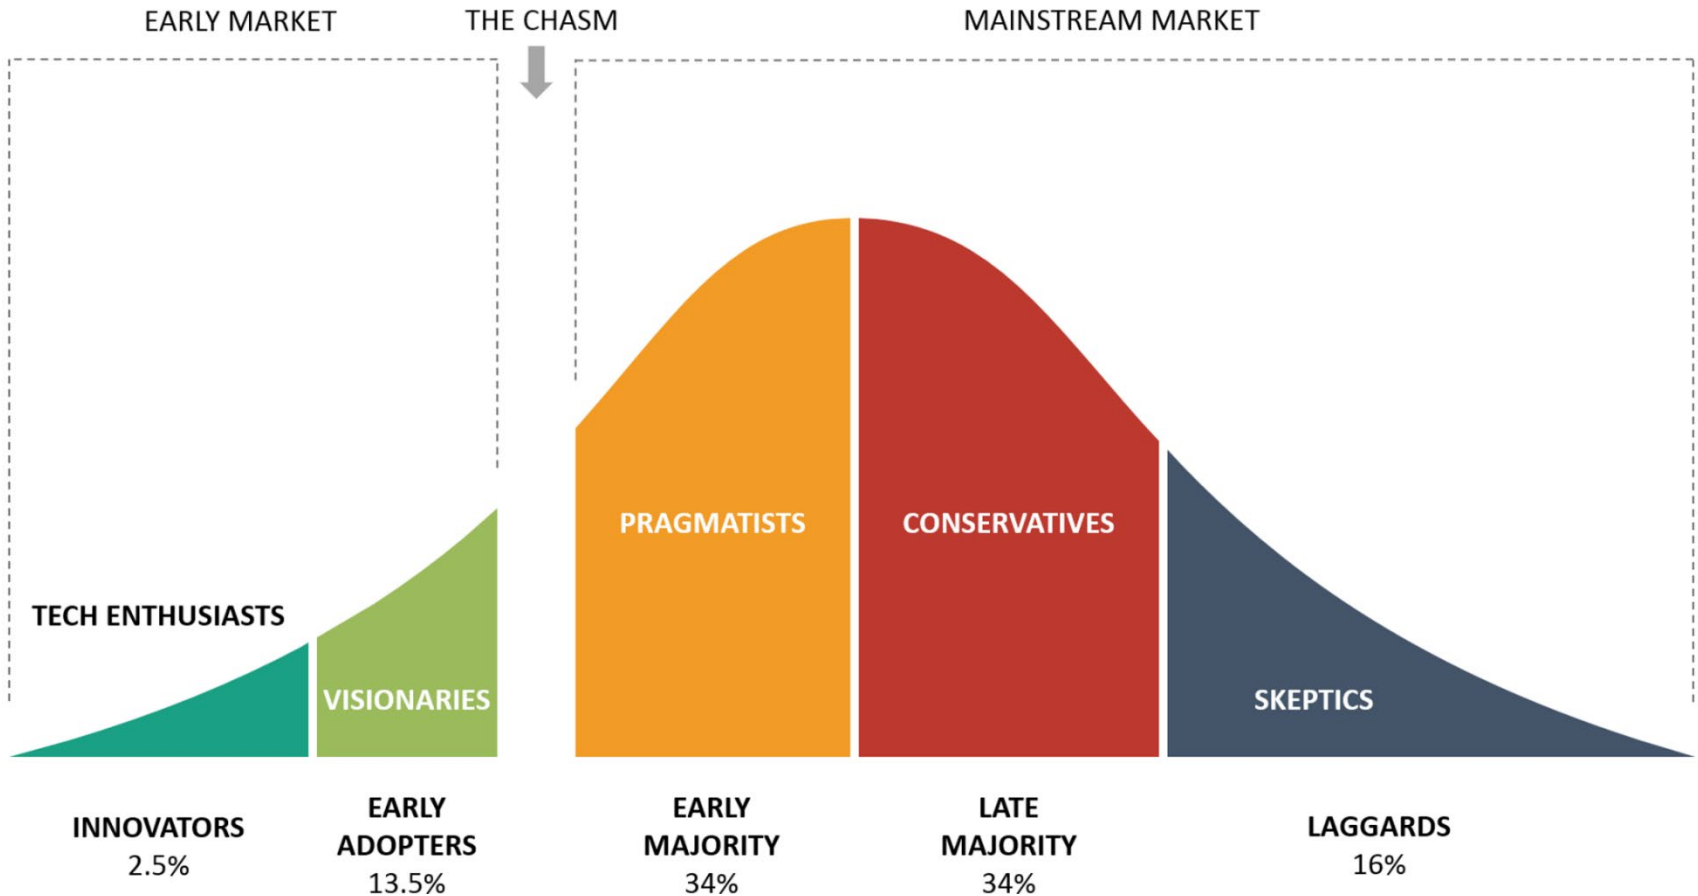 EARLY MARKET
THE CHASM
MAINSTREAM MARKET
PRAGMATISTS
CONSERVATIVES
TECH ENTHUSIASTS
VISIONARIES
SKEPTICS
INNOVATORS
2.5%
EARLY
ADOPTERS
13.5%
EARLY
MAJORITY
34%
LATE
MAJORITY
34%
LAGGARDS
16%